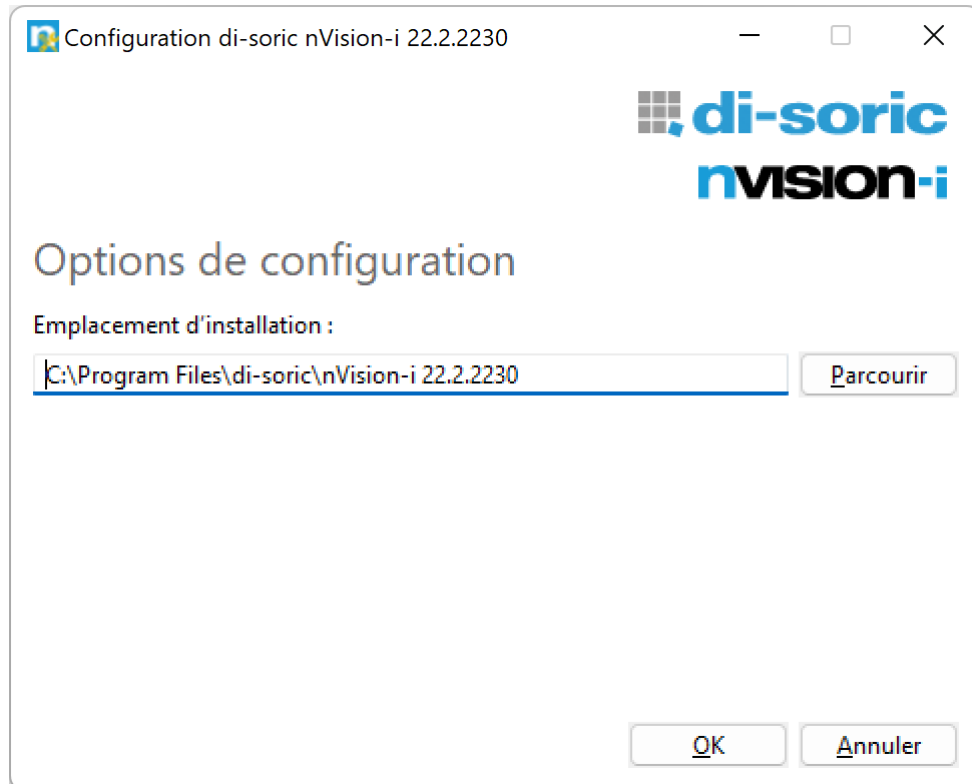 Configuration di-soric nVision-i 22.2.2230
di-soric
nvision-i
Options de configuration
Emplacement d'installation :
C:\Program Files\di-soric\nVision-i 22.2.2230
Parcourir
OK
Annuler